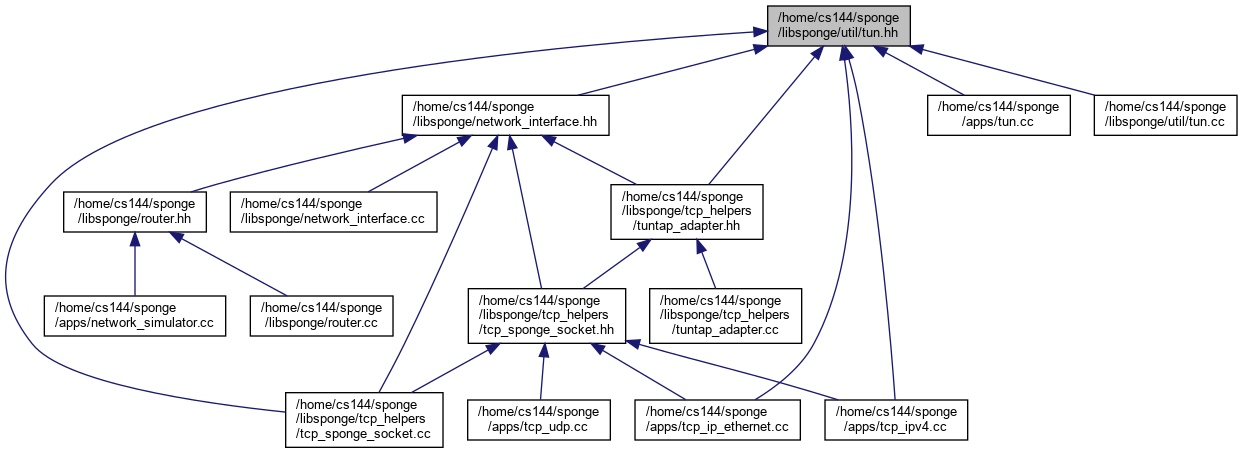 /home/cs144/sponge
/libsponge/util/tun.hh
/home/cs144/sponge
/libsponge/network_interface.hh
/home/cs144/sponge
/apps/tun.cc
/home/cs144/sponge
/libsponge/util/tun.cc
/home/cs144/sponge
/libsponge/router.hh
/home/cs144/sponge
/libsponge/network_interface.cc
/home/cs144/sponge
/libsponge/tcp_helpers
/tuntap_adapter.hh
/home/cs144/sponge
/apps/network_simulator.cc
/home/cs144/sponge
/libsponge/router.cc
/home/cs144/sponge
/libsponge/tcp_helpers
/tcp_sponge_socket.hh
/home/cs144/sponge
/libsponge/tcp_helpers
/tuntap_adapter.cc
/home/cs144/sponge
/libsponge/tcp_helpers
/tcp_sponge_socket.cc
/home/cs144/sponge
/apps/tcp_udp.cc
/home/cs144/sponge
/apps/tcp_ip_ethernet.cc
/home/cs144/sponge
/apps/tcp_ipv4.cc